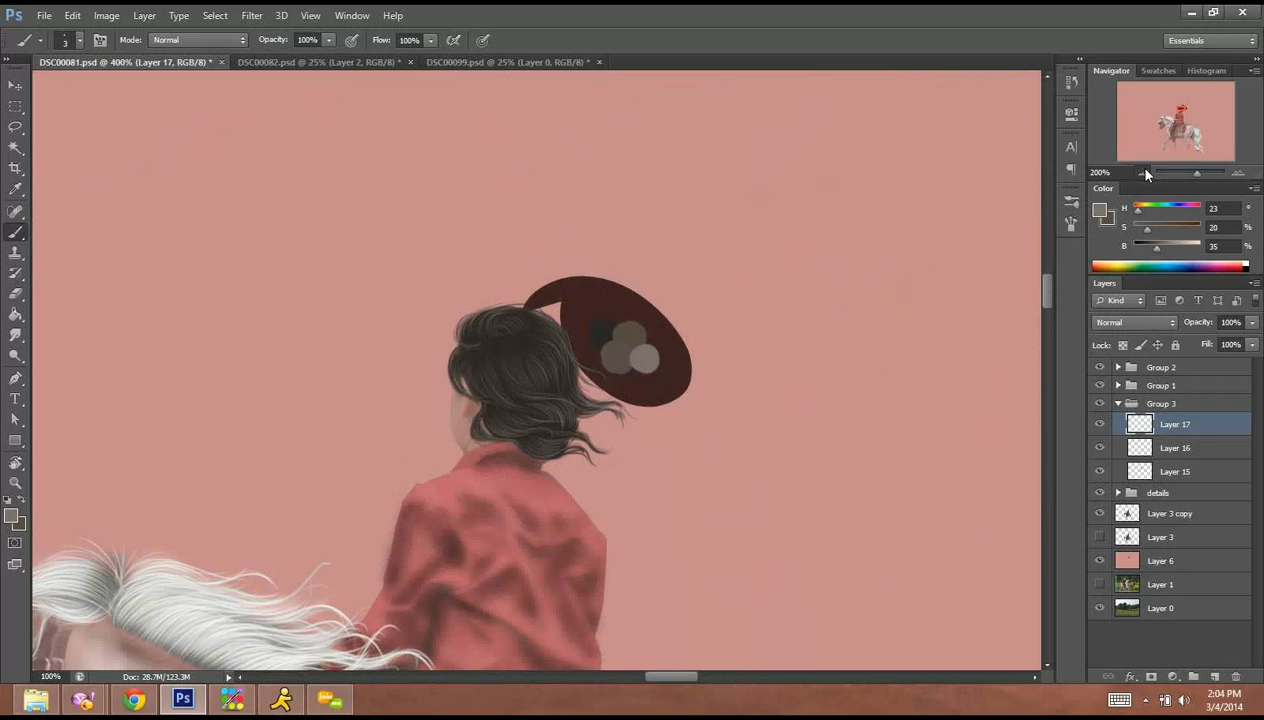 Ps File Edit Image Layer Type Select Filter 3D View Window Help
3 Mode: Normal Opacity: 100% Flow: 100% Essentials
DSC00081.psd @ 400% (Layer 17, RGB/8) * × DSC00082.psd @ 25% (Layer 2, RGB/8) * × DSC00099.psd @ 25% (Layer 0, RGB/8) * ×
Navigator Swatches Histogram
200%
Color
H 23 °
S 20 %
B 35 %
Layers
Kind
Normal Opacity: 100%
Lock: Fill: 100%
Group 2
Group 1
Group 3
Layer 17
Layer 16
Layer 15
details
Layer 3 copy
Layer 3
Layer 6
Layer 1
Layer 0
100% Doc: 28.7M/123.3M
Ps
2:04 PM
3/4/2014